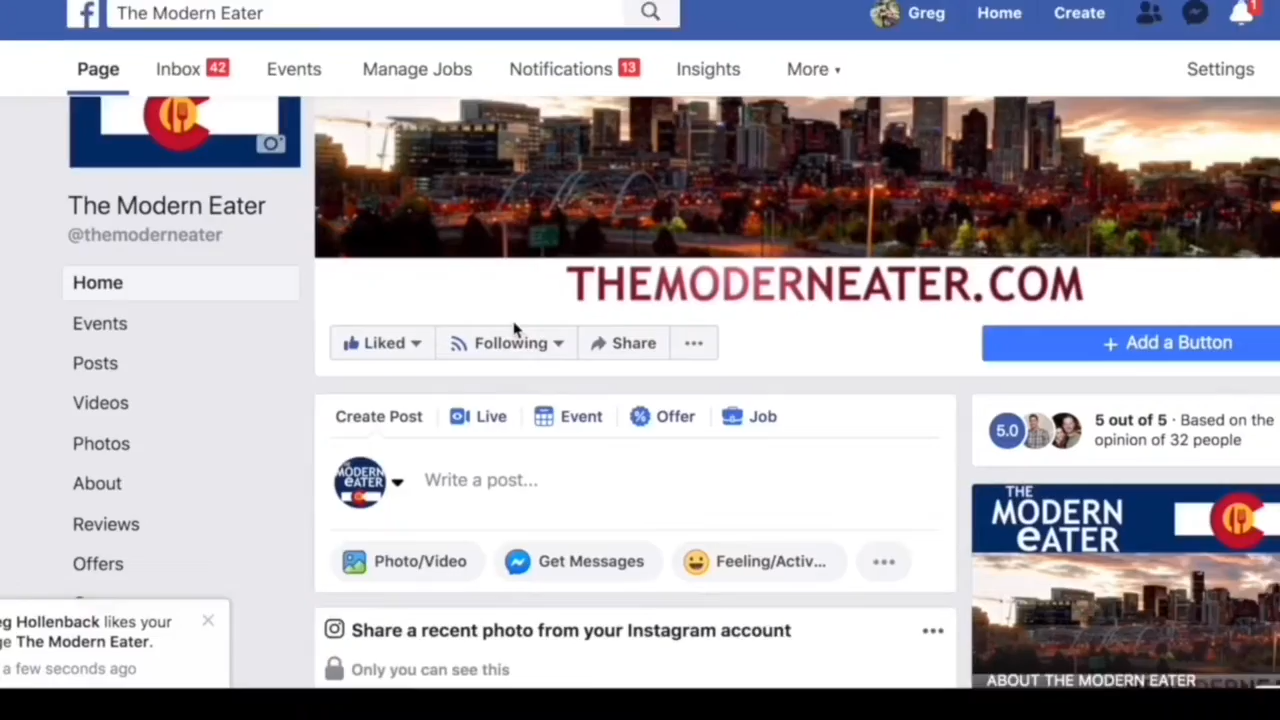 The Modern Eater
Greg Home Create 1
Page Inbox 42 Events Manage Jobs Notifications 13 Insights More Settings
The Modern Eater
@themoderneater
Home
Events
Posts
Videos
Photos
About
Reviews
Offers
THEMODERNEATER.COM
Liked Following Share ...
+ Add a Button
Create Post Live Event Offer Job
THE
MODERN
eATER
Write a post...
Photo/Video Get Messages Feeling/Activ... ...
Share a recent photo from your Instagram account ...
Only you can see this
5.0
5 out of 5 · Based on the
opinion of 32 people
THE
MODERN
eATER
ABOUT THE MODERN EATER
eg Hollenback likes your
ge The Modern Eater.
a few seconds ago